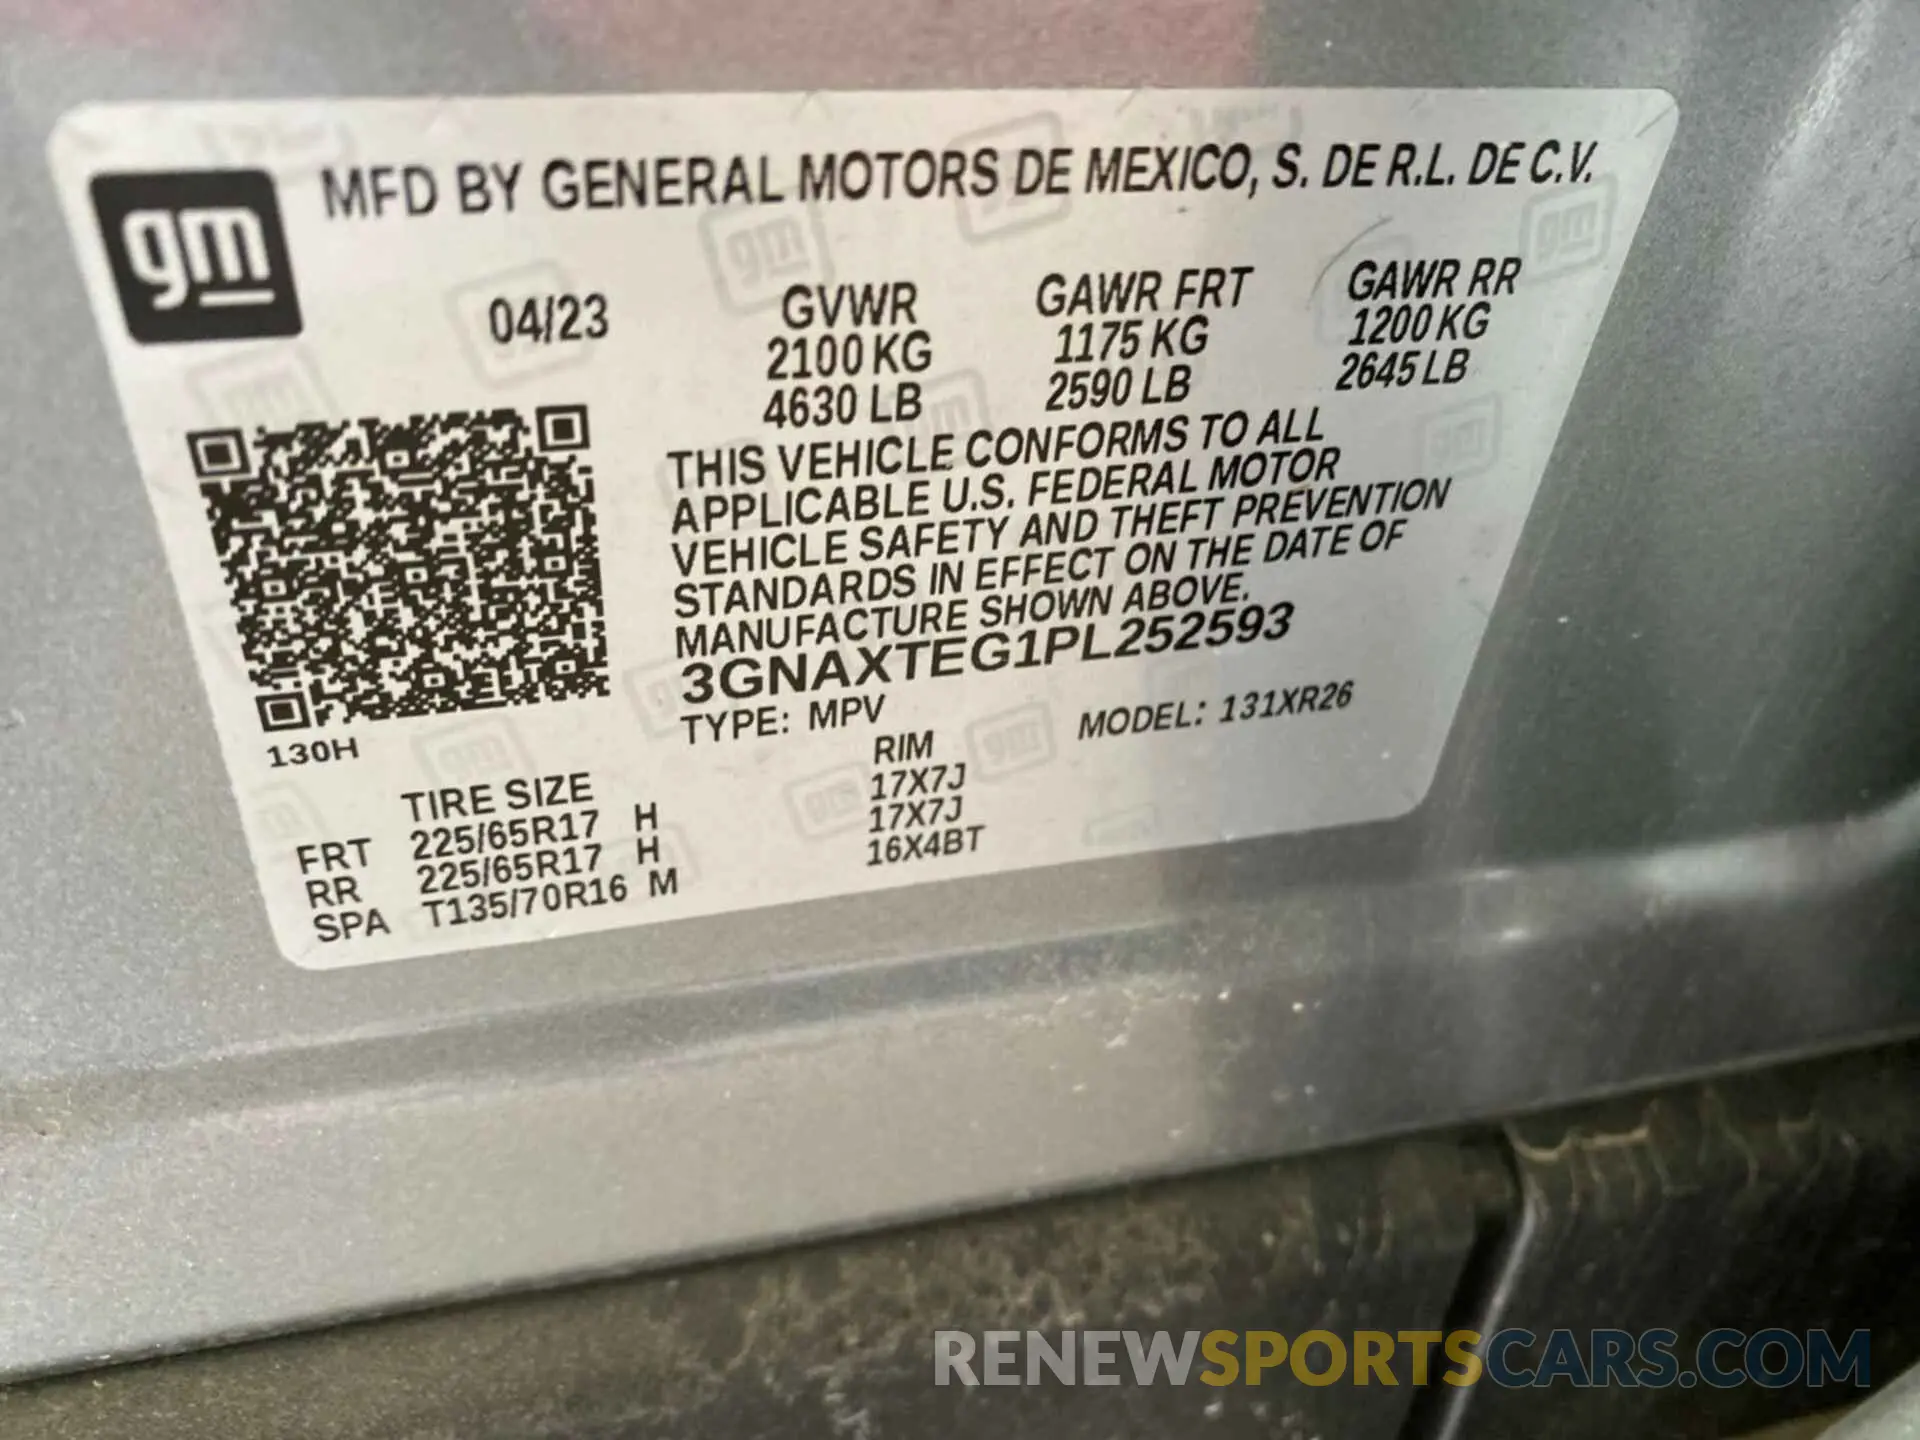 gm
MFD BY GENERAL MOTORS DE MEXICO, S. DE R.L. DE C.V.
04/23 GVWR GAWR FRT GAWR RR
2100 KG 1175 KG 1200 KG
4630 LB 2590 LB 2645 LB
THIS VEHICLE CONFORMS TO ALL
APPLICABLE U.S. FEDERAL MOTOR
VEHICLE SAFETY AND THEFT PREVENTION
STANDARDS IN EFFECT ON THE DATE OF
MANUFACTURE SHOWN ABOVE.
3GNAXTEG1PL252593
TYPE: MPV MODEL: 131XR26
130H
TIRE SIZE RIM
FRT 225/65R17 H 17X7J
RR 225/65R17 H 17X7J
SPA T135/70R16 M 16X4BT
RENEWSPORTSCARS.COM